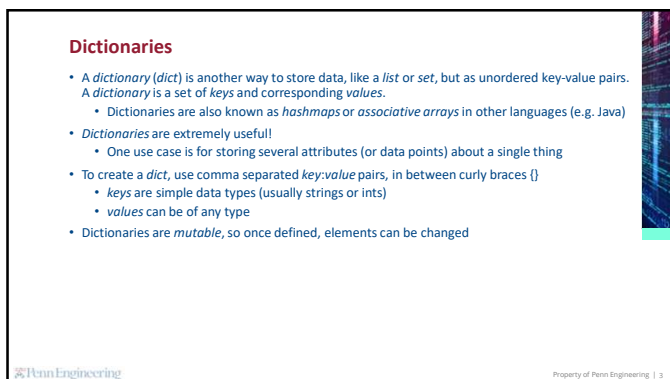 Dictionaries
• A dictionary (dict) is another way to store data, like a list or set, but as unordered key-value pairs.
A dictionary is a set of keys and corresponding values.
• Dictionaries are also known as hashmaps or associative arrays in other languages (e.g. Java)
• Dictionaries are extremely useful!
• One use case is for storing several attributes (or data points) about a single thing
• To create a dict, use comma separated key:value pairs, in between curly braces {}
• keys are simple data types (usually strings or ints)
• values can be of any type
• Dictionaries are mutable, so once defined, elements can be changed
Penn Engineering
Property of Penn Engineering | 3